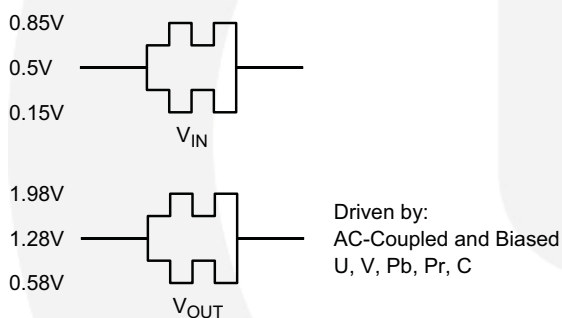 0.85V
0.5V
0.15V
VIN
1.98V
1.28V
0.58V
VOUT
Driven by:
AC-Coupled and Biased
U, V, Pb, Pr, C